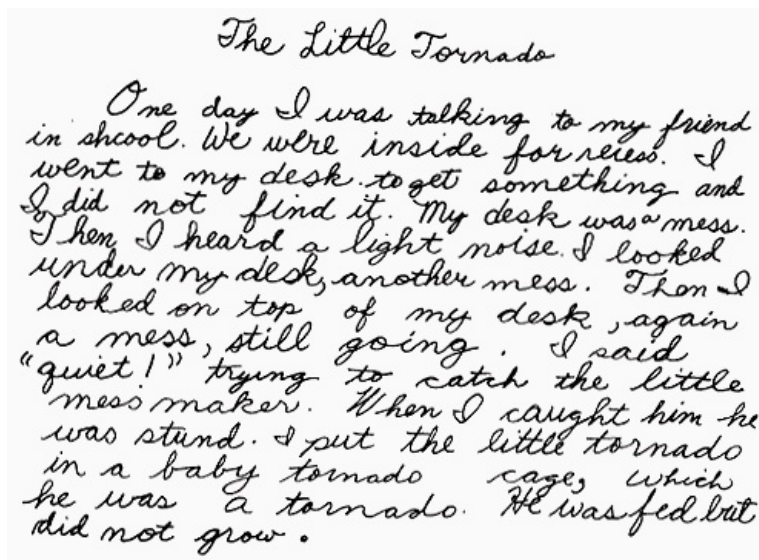 The Little Tornado
One day I was talking to my friend
in shcool. We were inside for recess. I
went to my desk to get something and
I did not find it. My desk was a mess.
Then I heard a light noise. I looked
under my desk, another mess. Then I
looked on top of my desk, again
a mess, still going. I said
"quiet!" trying to catch the little
mess maker. When I caught him he
was stund. I put the little tornado
in a baby tornado cage, which
he was a tornado. He was fed but
did not grow.